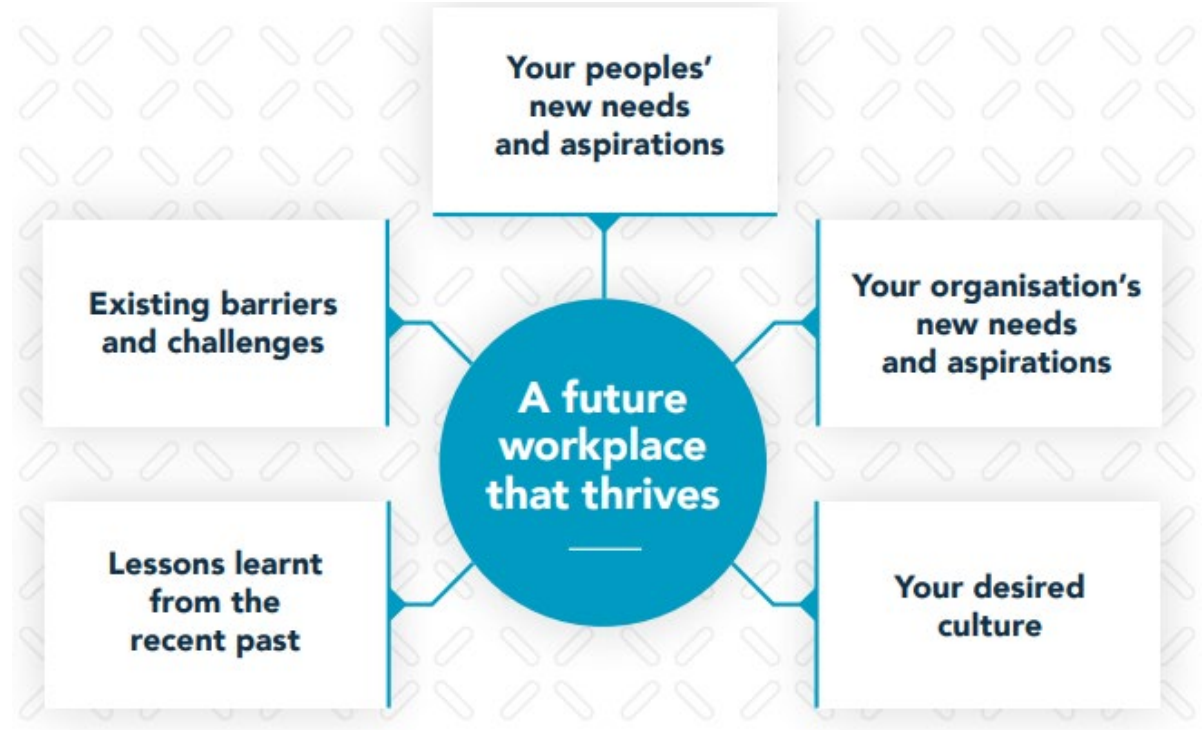 Your peoples'
new needs
and aspirations
Existing barriers
and challenges
Your organisation's
new needs
and aspirations
A future
workplace
that thrives
Lessons learnt
from the
recent past
Your desired
culture